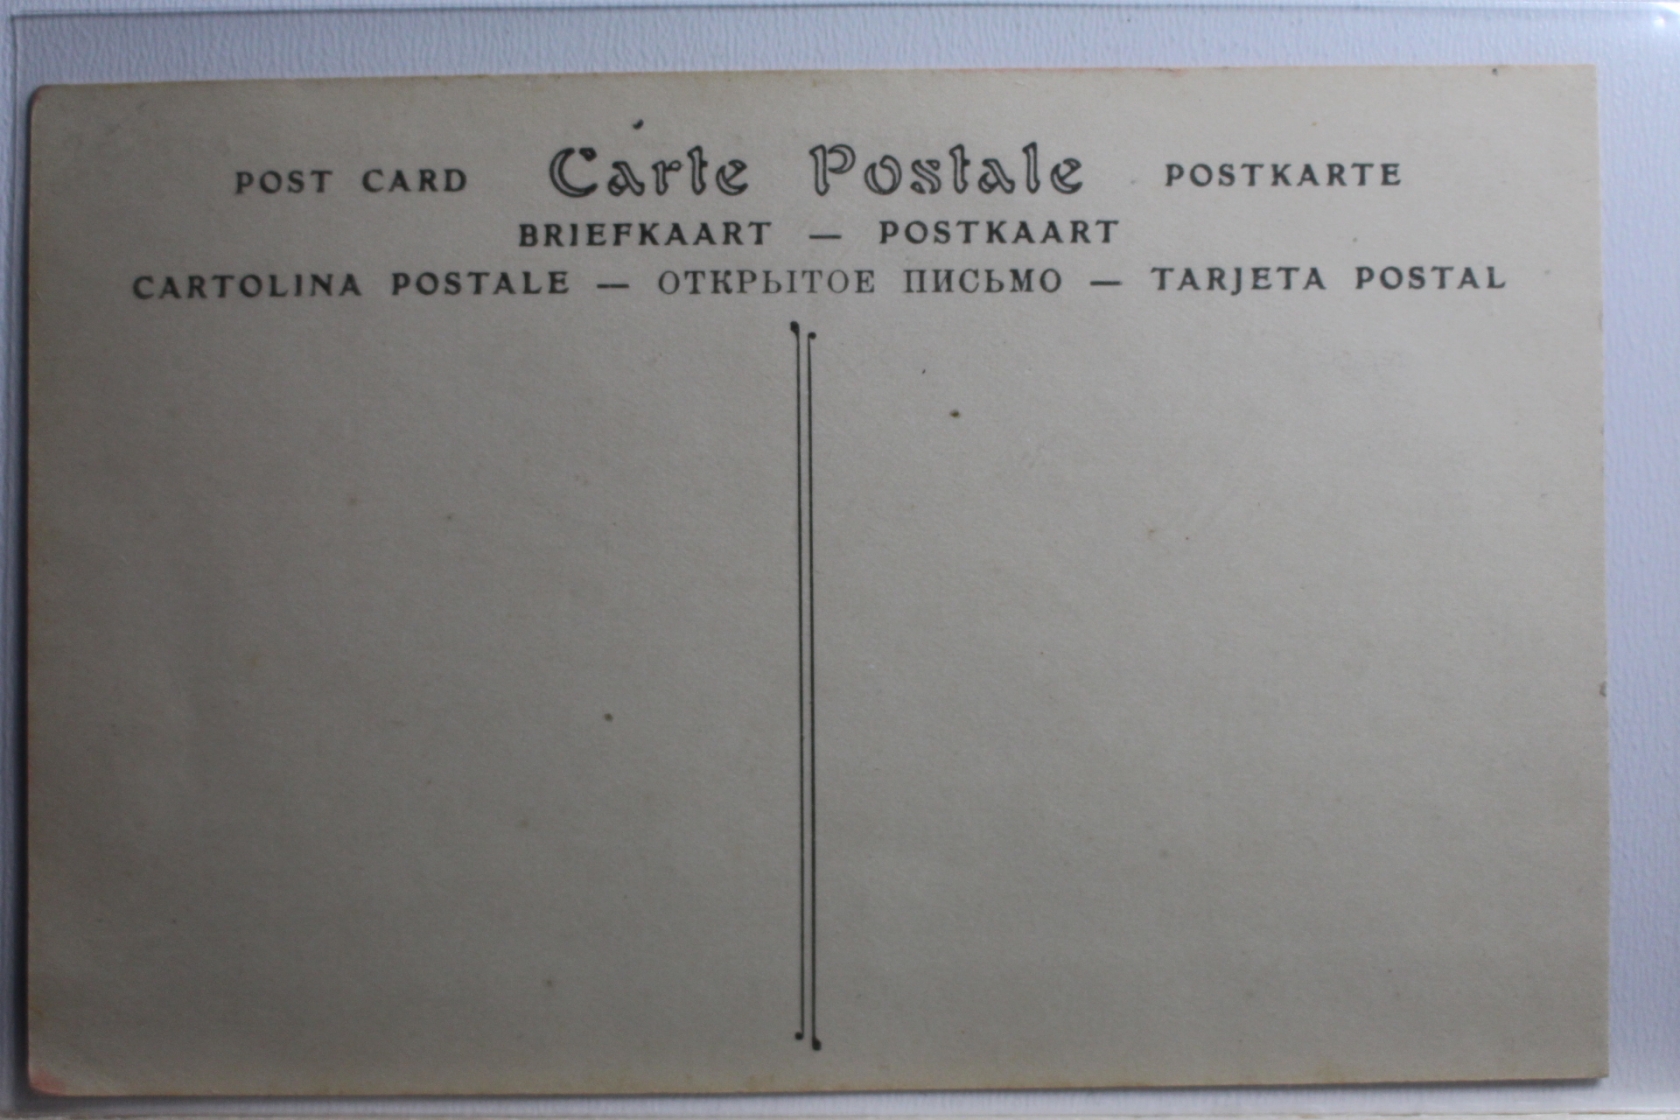 POST CARD Carte Postale POSTKARTE
BRIEFKAART — POSTKAART
CARTOLINA POSTALE — ОТКРЫТОЕ ПИСЬМО — TARJETA POSTAL